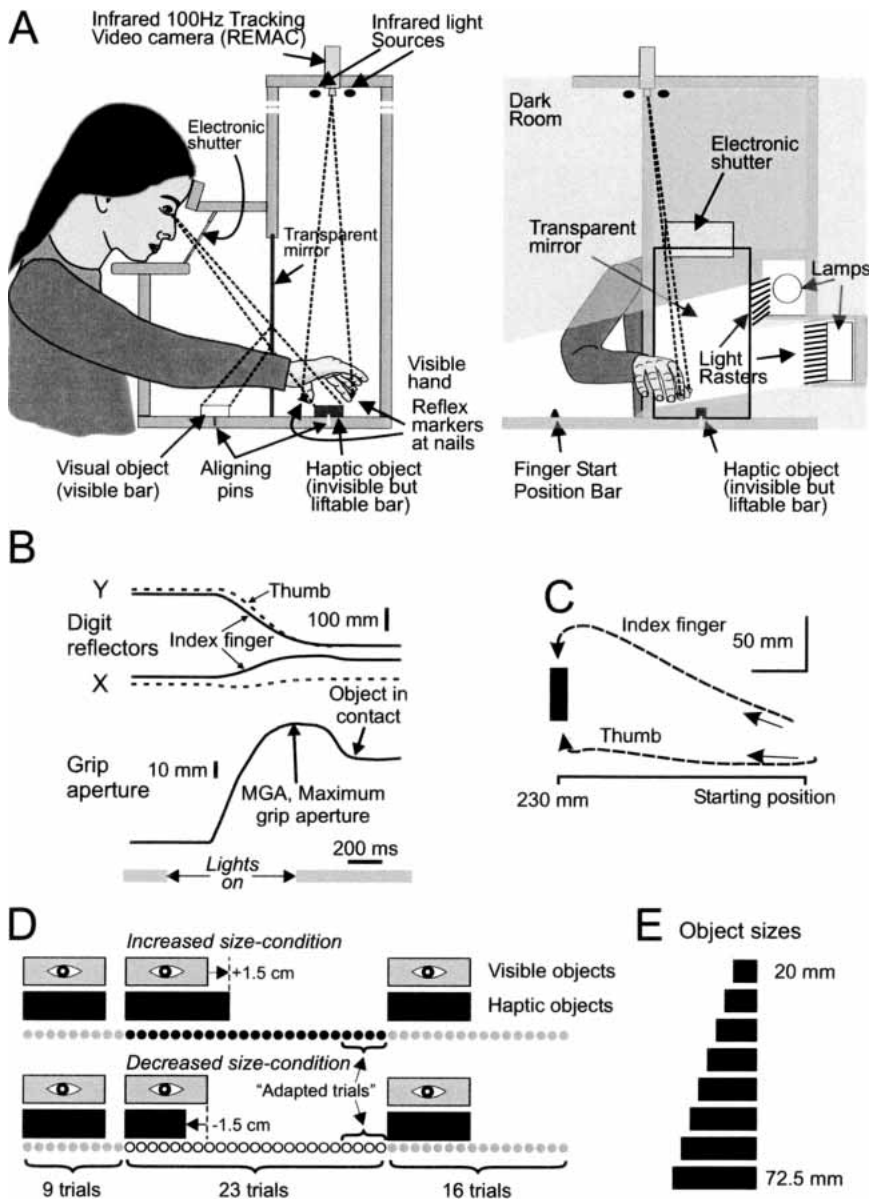 A
Infrared 100Hz Tracking
Video camera (REMAC)
Infrared light
Sources
Electronic
shutter
Transparent
mirror
Visible
hand
Reflex
markers
at nails
Visual object
(visible bar)
Aligning
pins
Haptic object
(invisible but
liftable bar)
Dark
Room
Electronic
shutter
Transparent
mirror
Lamps
Light
Rasters
Finger Start
Position Bar
Haptic object
(invisible but
liftable bar)
B
Y
Thumb
100 mm
Digit
reflectors
Index finger
X
Object in
contact
Grip
aperture
10 mm
MGA, Maximum
grip aperture
200 ms
Lights
on
C
Index finger
50 mm
Thumb
230 mm
Starting position
D
Increased size-condition
+1.5 cm
Visible objects
Haptic objects
Decreased size-condition
"Adapted trials"
-1.5 cm
9 trials
23 trials
16 trials
E
Object sizes
20 mm
72.5 mm